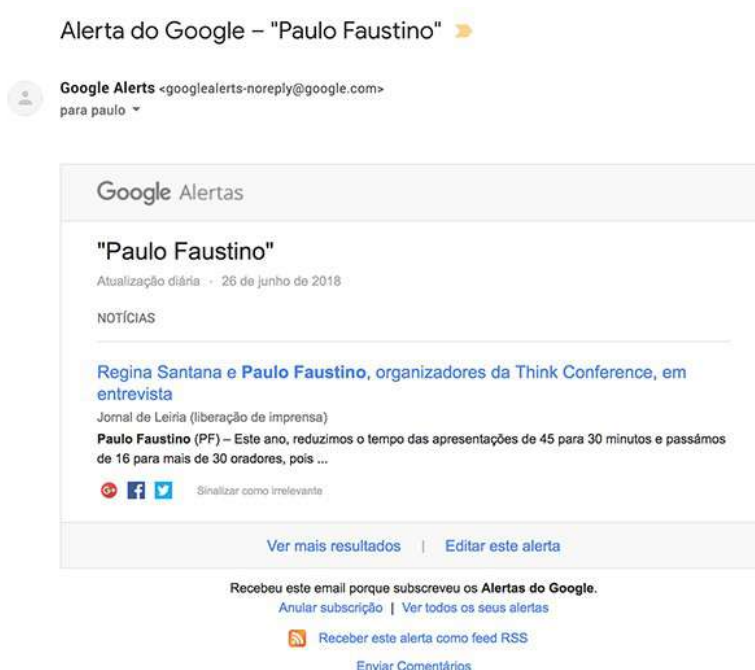 Alerta do Google – "Paulo Faustino"
Google Alerts <googlealerts-noreply@google.com>
para paulo
Google Alertas
"Paulo Faustino"
Atualização diária · 26 de junho de 2018
NOTÍCIAS
Regina Santana e Paulo Faustino, organizadores da Think Conference, em
entrevista
Jornal de Leiria (liberação de imprensa)
Paulo Faustino (PF) – Este ano, reduzimos o tempo das apresentações de 45 para 30 minutos e passámos
de 16 para mais de 30 oradores, pois ...
G+ f Sinalizar como irrelevante
Ver mais resultados | Editar este alerta
Recebeu este email porque subscreveu os Alertas do Google.
Anular subscrição | Ver todos os seus alertas
Receber este alerta como feed RSS
Enviar Comentários